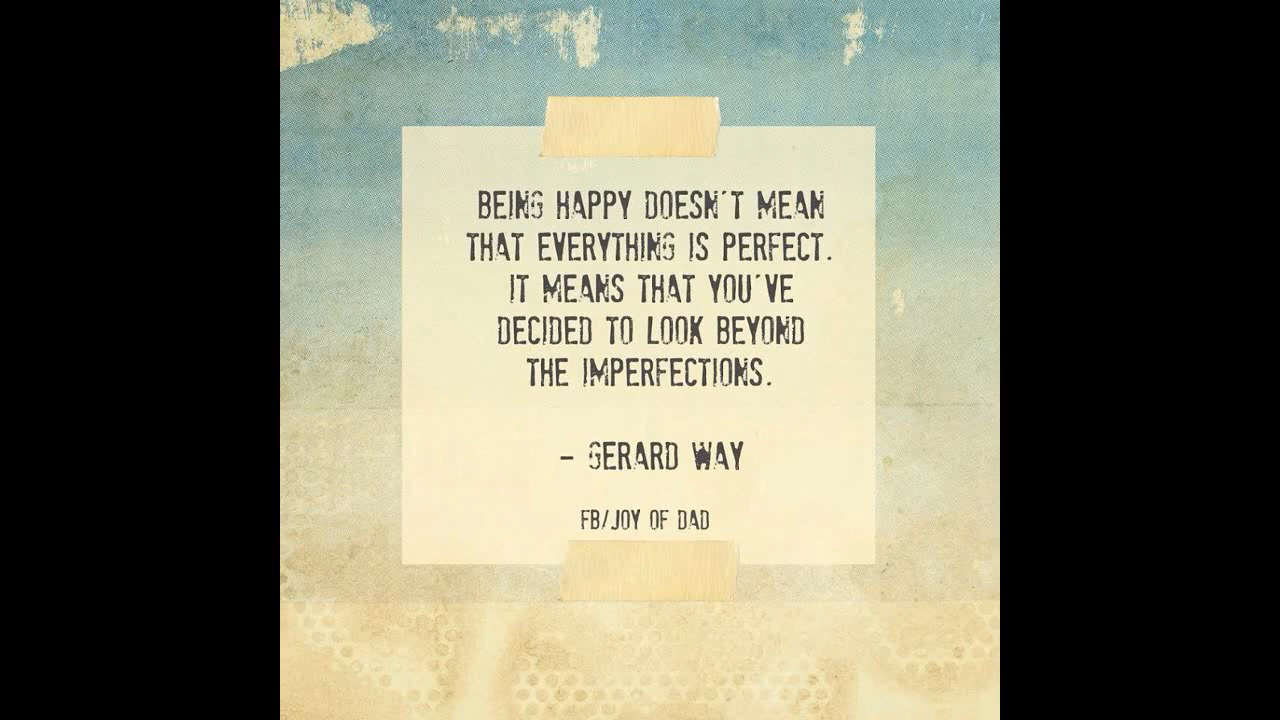 BEING HAPPY DOESN'T MEAN
THAT EVERYTHING IS PERFECT.
IT MEANS THAT YOU'VE
DECIDED TO LOOK BEYOND
THE IMPERFECTIONS.
- GERARD WAY
FB/JOY OF DAD